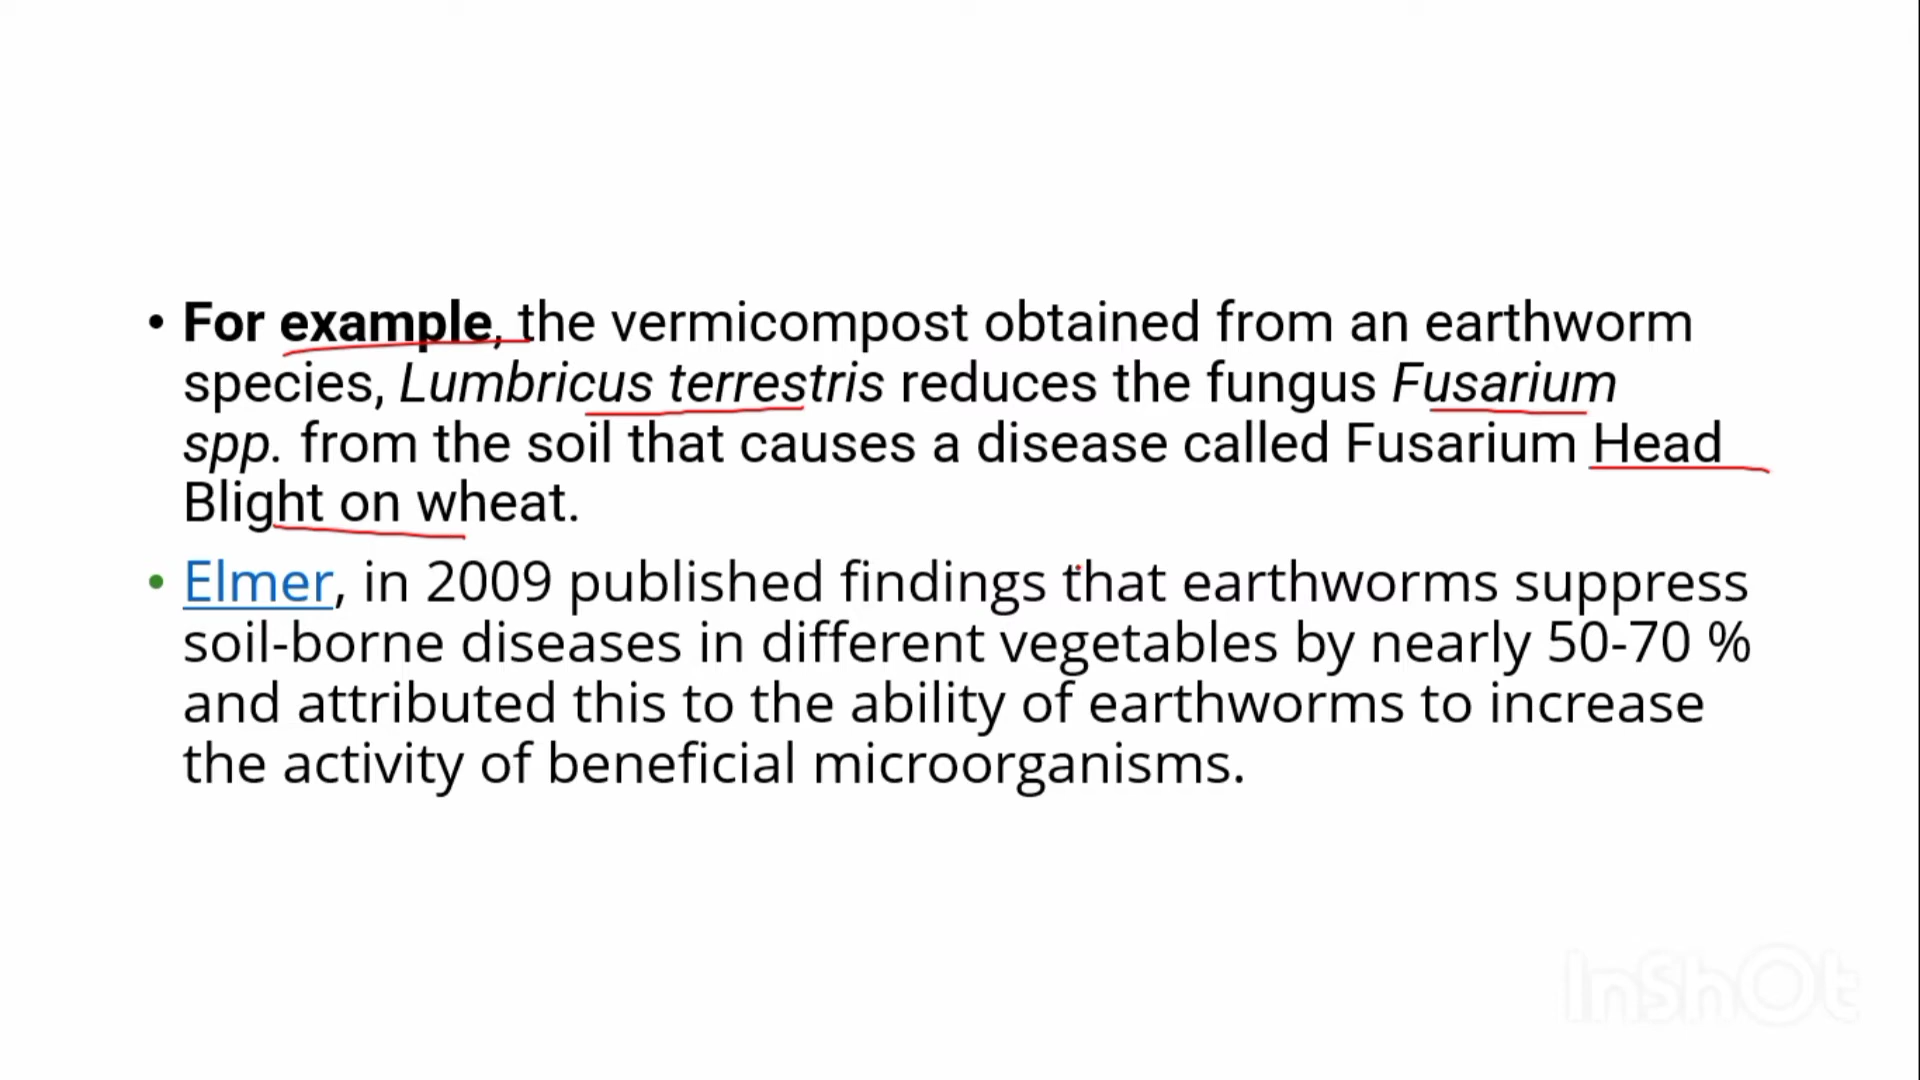 • For example, the vermicompost obtained from an earthworm
species, Lumbricus terrestris reduces the fungus Fusarium
spp. from the soil that causes a disease called Fusarium Head
Blight on wheat.
• Elmer, in 2009 published findings that earthworms suppress
soil-borne diseases in different vegetables by nearly 50-70 %
and attributed this to the ability of earthworms to increase
the activity of beneficial microorganisms.
InShOt